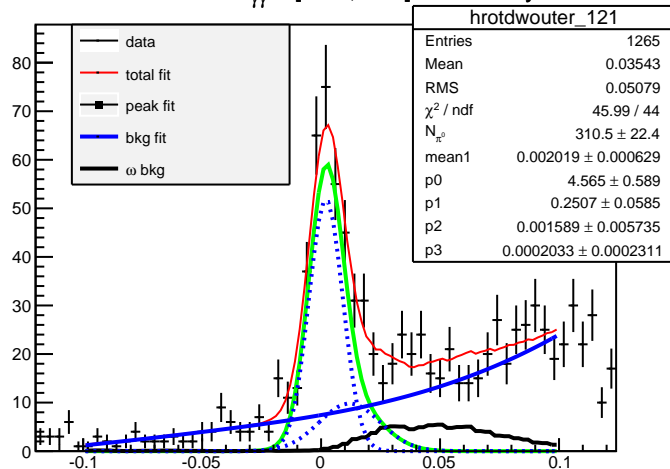 hrotdwouter_121
Entries 1265
Mean 0.03543
RMS 0.05079
χ² / ndf 45.99 / 44
N_π⁰ 310.5 ± 22.4
mean1 0.002019 ± 0.000629
p0 4.565 ± 0.589
p1 0.2507 ± 0.0585
p2 0.001589 ± 0.005735
p3 0.0002033 ± 0.0002311
data
total fit
peak fit
bkg fit
ω bkg
80
70
60
50
40
30
20
10
0
-0.1 -0.05 0 0.05 0.1